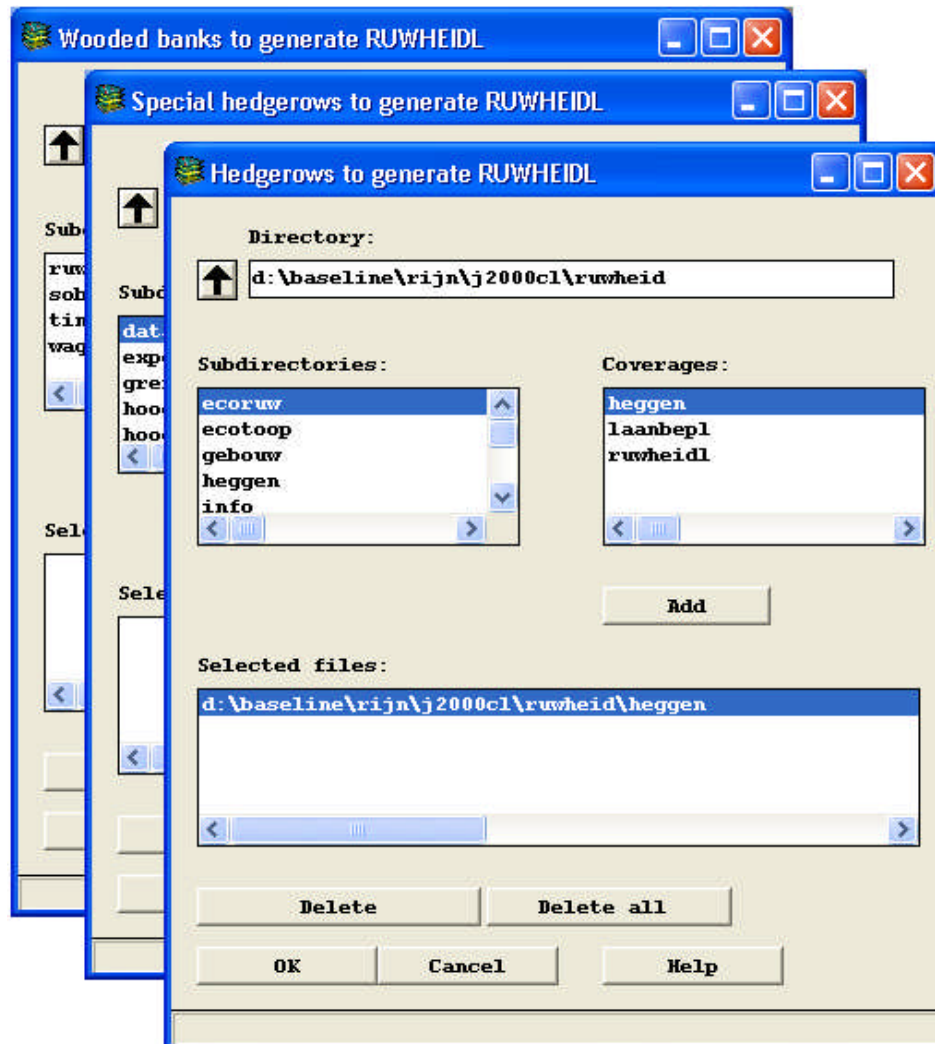 Wooded banks to generate RUWHEIDL
Special hedgerows to generate RUWHEIDL
Hedgerows to generate RUWHEIDL
Directory:
d:\baseline\rijn\j2000cl\ruwheid
Subdirectories:
ecoruw
ecotoop
gebouw
heggen
info
Coverages:
heggen
laanbepl
ruwheidl
Add
Selected files:
d:\baseline\rijn\j2000cl\ruwheid\heggen
Delete
Delete all
OK
Cancel
Help